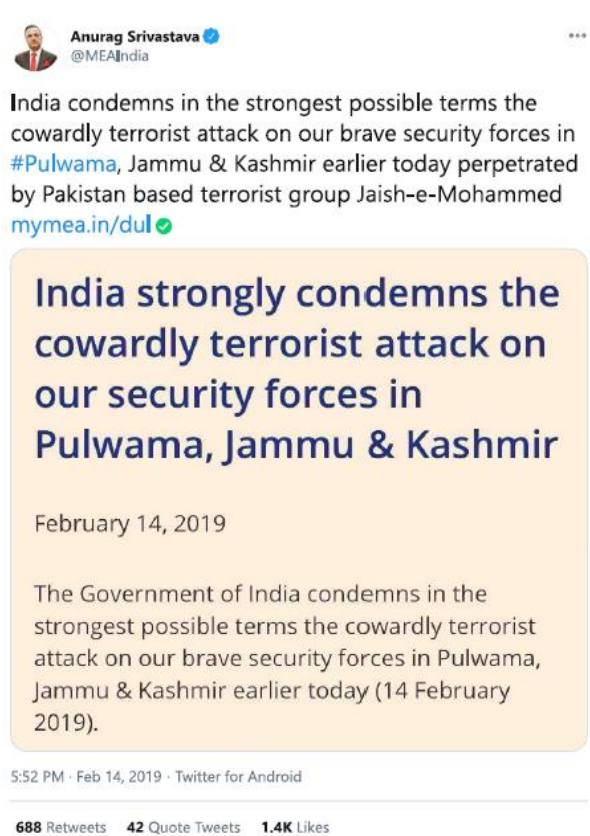 Anurag Srivastava
@MEAIndia
India condemns in the strongest possible terms the
cowardly terrorist attack on our brave security forces in
#Pulwama, Jammu & Kashmir earlier today perpetrated
by Pakistan based terrorist group Jaish-e-Mohammed
mymea.in/dul
India strongly condemns the
cowardly terrorist attack on
our security forces in
Pulwama, Jammu & Kashmir
February 14, 2019
The Government of India condemns in the
strongest possible terms the cowardly terrorist
attack on our brave security forces in Pulwama,
Jammu & Kashmir earlier today (14 February
2019).
5:52 PM · Feb 14, 2019 · Twitter for Android
688 Retweets 42 Quote Tweets 1.4K Likes